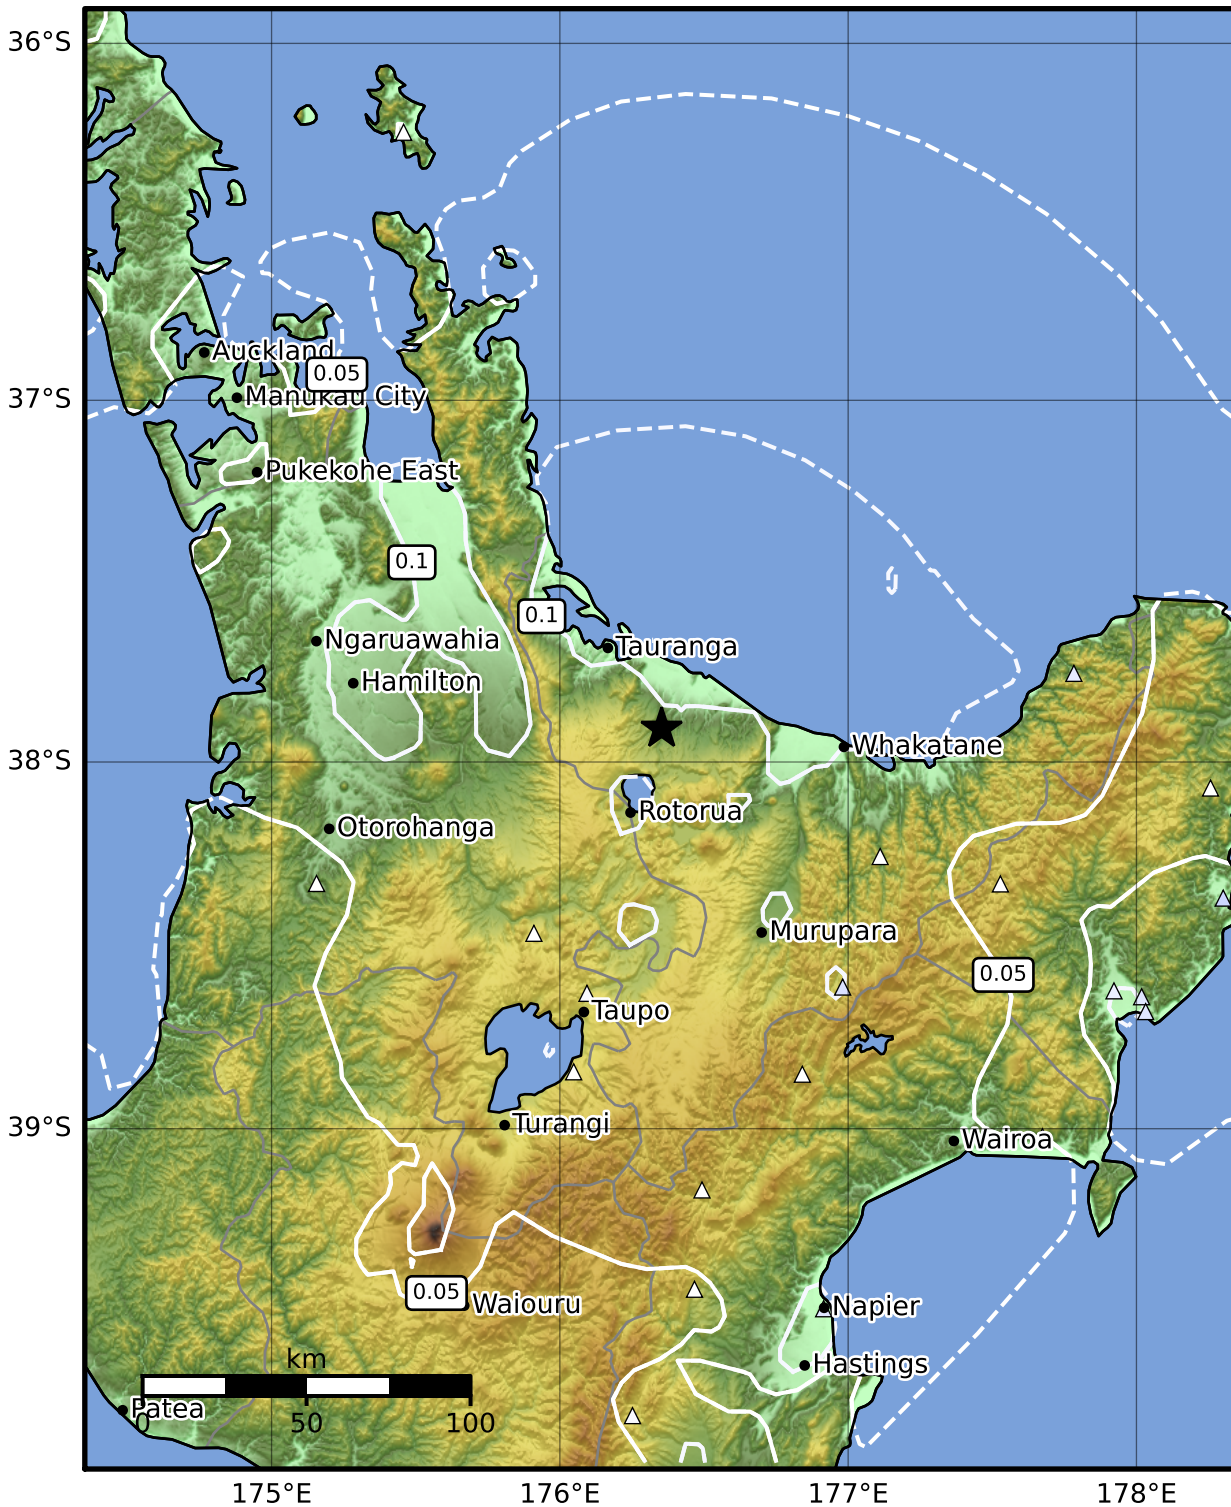 36°S
Auckland
0.05
37°S
Manukau City
Pukekohe East
0.1
0.1
Ngaruawahia
Tauranga
Hamilton
Whakatane
38°S
Rotorua
Otorohanga
Murupara
0.05
Taupo
Turangi
39°S
Wairoa
0.05
Waiouru
Napier
km
Hastings
Patea
0
50
100
175°E
176°E
177°E
178°E